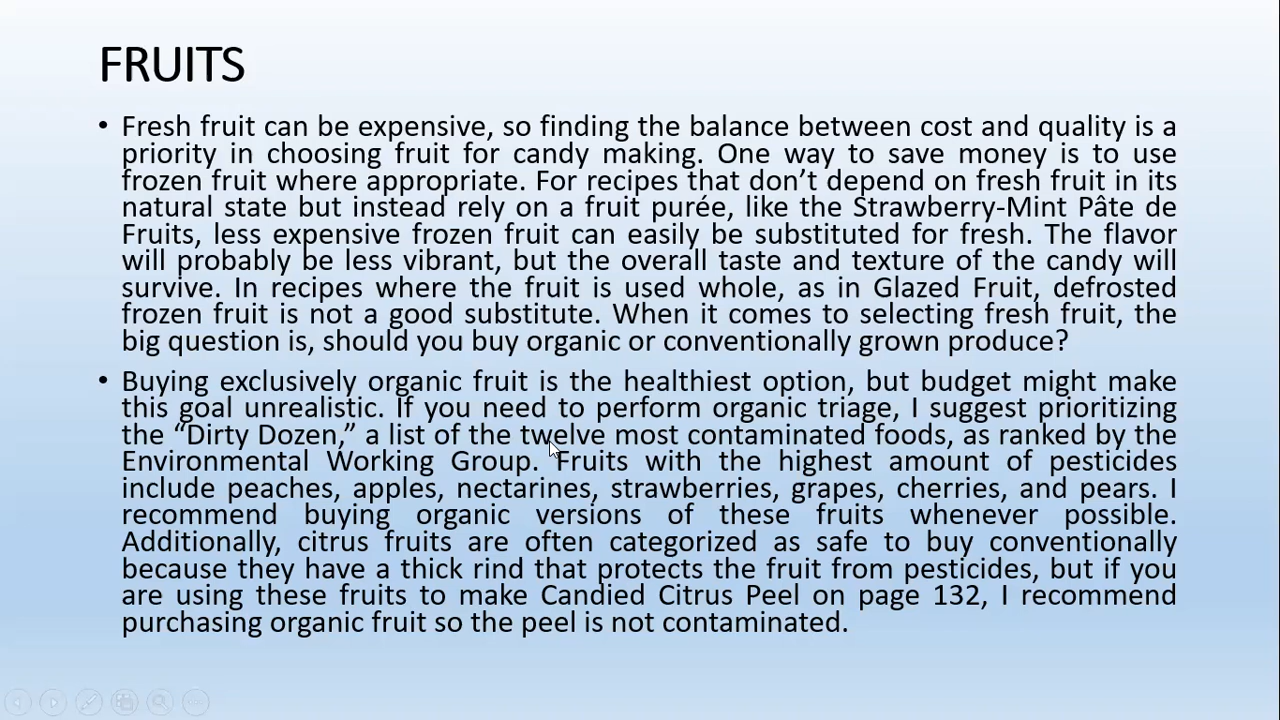 FRUITS
• Fresh fruit can be expensive, so finding the balance between cost and quality is a
priority in choosing fruit for candy making. One way to save money is to use
frozen fruit where appropriate. For recipes that don’t depend on fresh fruit in its
natural state but instead rely on a fruit purée, like the Strawberry-Mint Pâte de
Fruits, less expensive frozen fruit can easily be substituted for fresh. The flavor
will probably be less vibrant, but the overall taste and texture of the candy will
survive. In recipes where the fruit is used whole, as in Glazed Fruit, defrosted
frozen fruit is not a good substitute. When it comes to selecting fresh fruit, the
big question is, should you buy organic or conventionally grown produce?
• Buying exclusively organic fruit is the healthiest option, but budget might make
this goal unrealistic. If you need to perform organic triage, I suggest prioritizing
the “Dirty Dozen,” a list of the twelve most contaminated foods, as ranked by the
Environmental Working Group. Fruits with the highest amount of pesticides
include peaches, apples, nectarines, strawberries, grapes, cherries, and pears. I
recommend buying organic versions of these fruits whenever possible.
Additionally, citrus fruits are often categorized as safe to buy conventionally
because they have a thick rind that protects the fruit from pesticides, but if you
are using these fruits to make Candied Citrus Peel on page 132, I recommend
purchasing organic fruit so the peel is not contaminated.